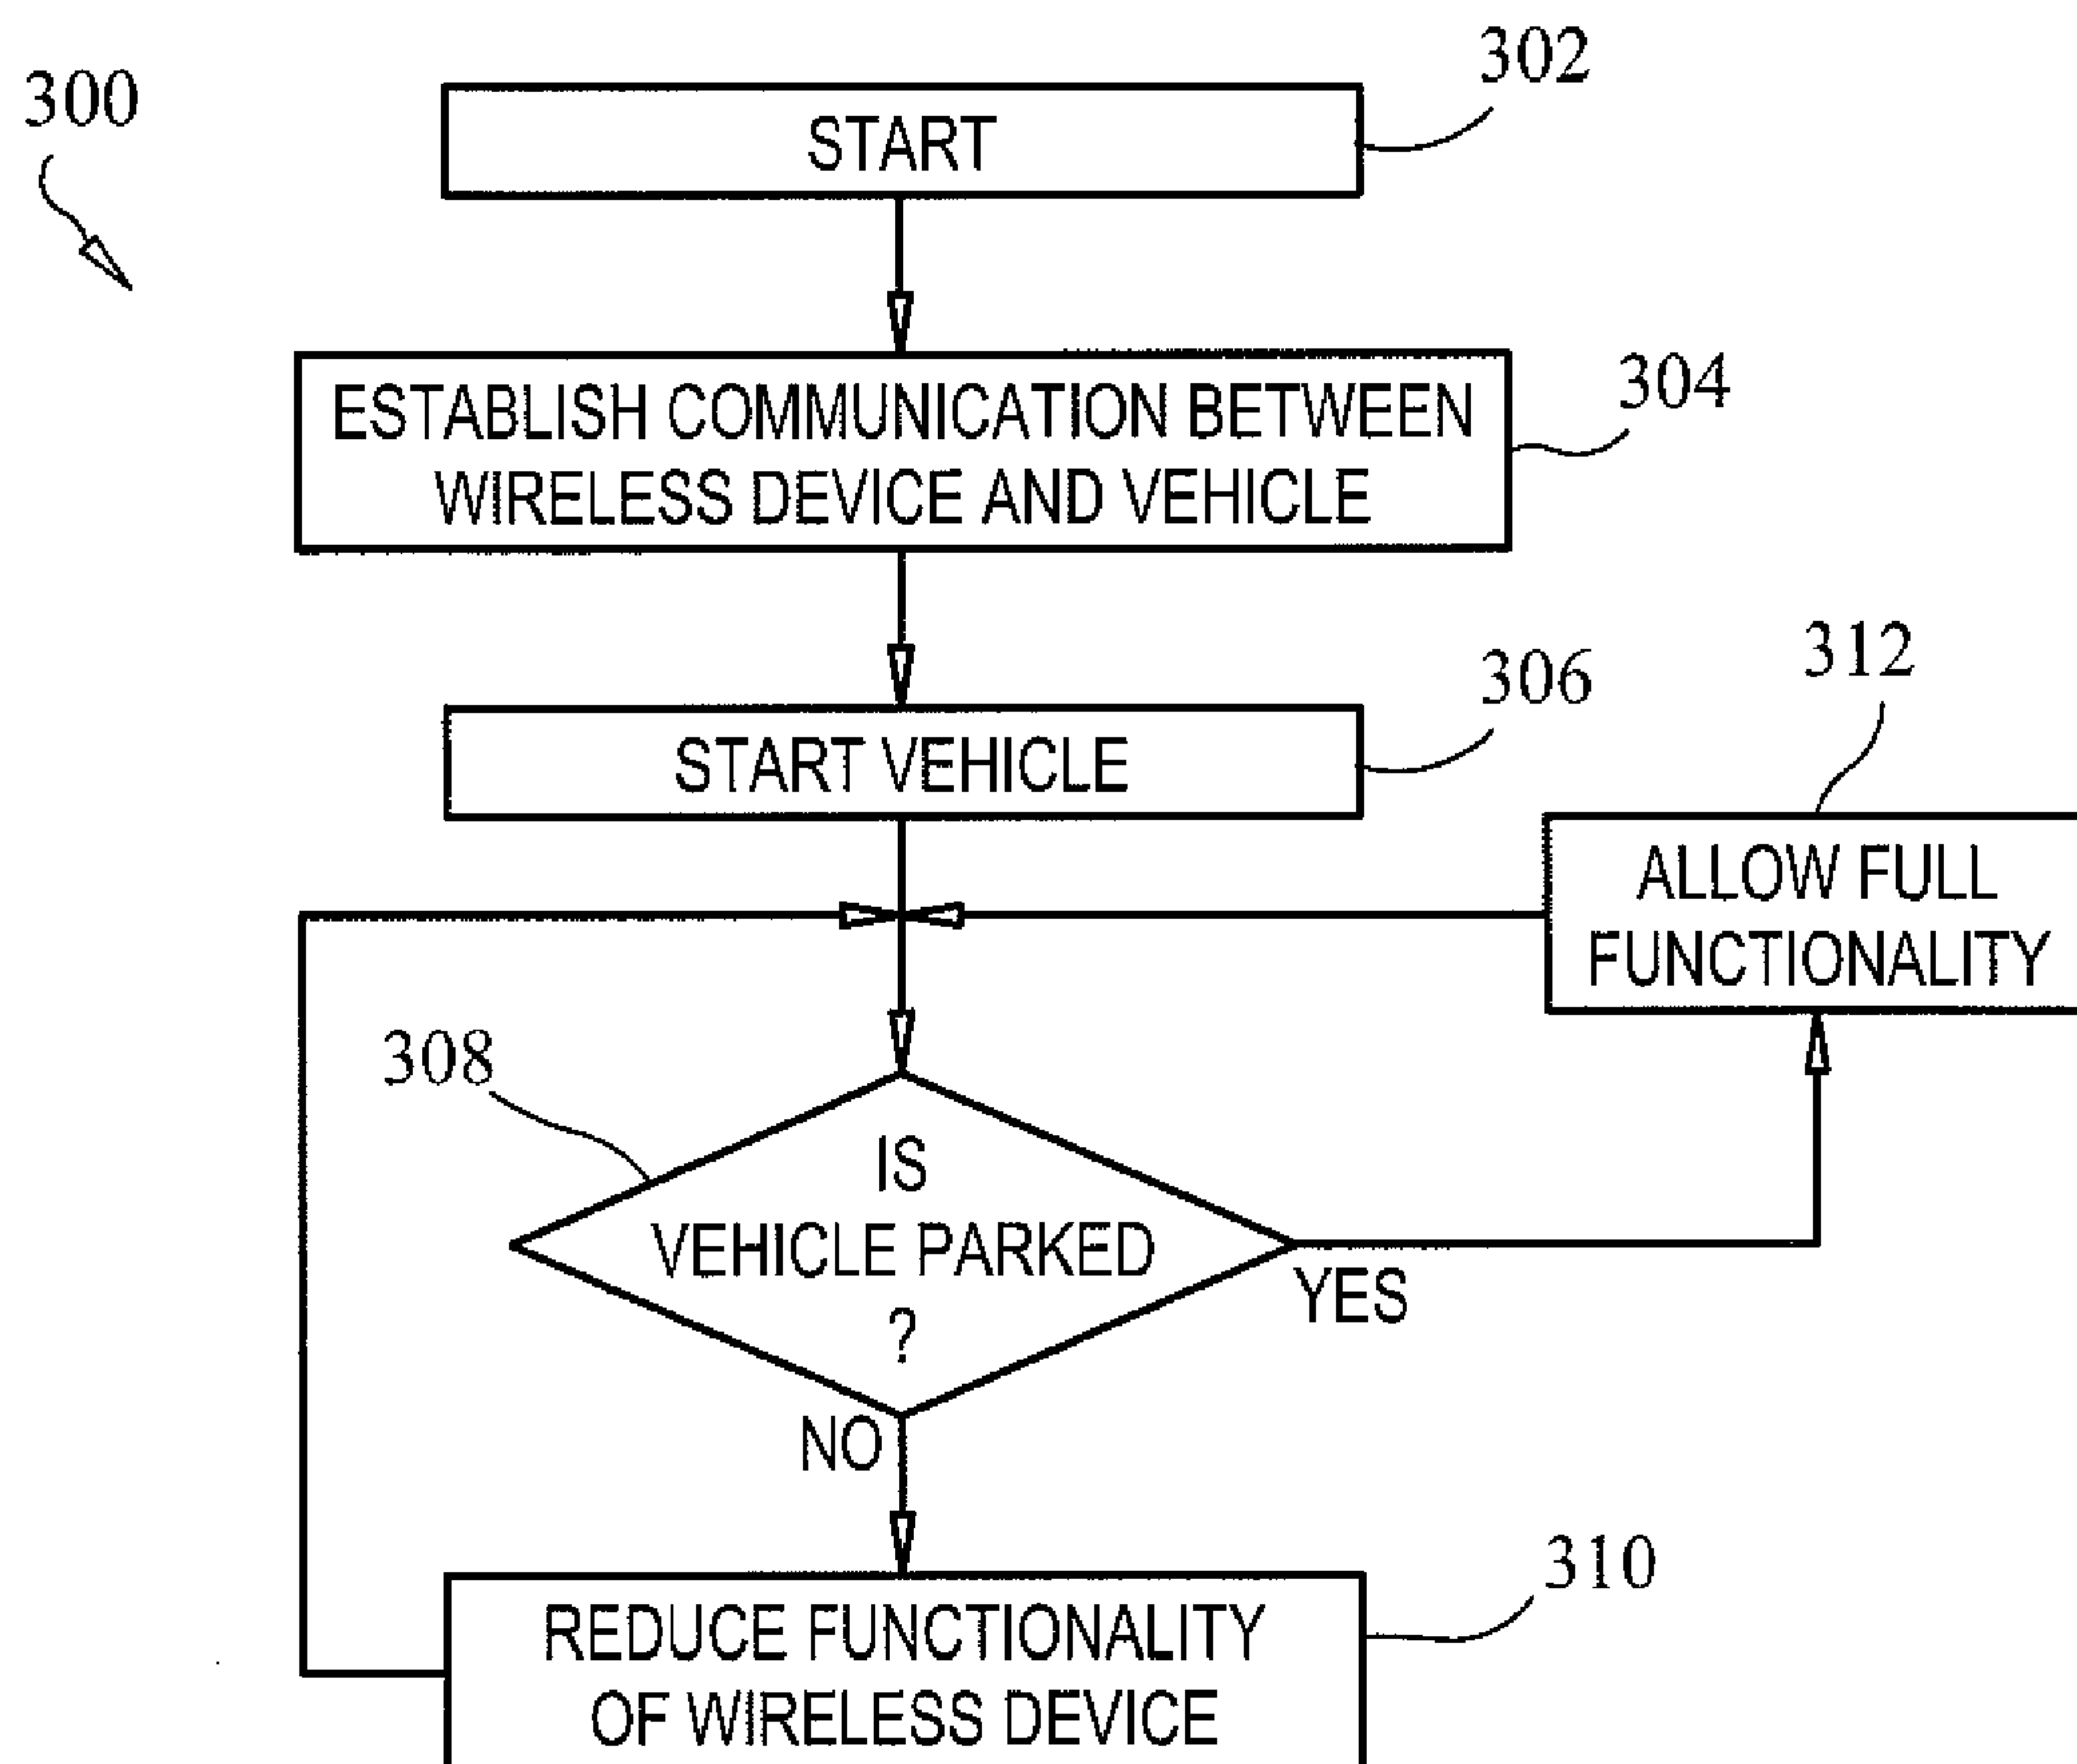 300
302
START
ESTABLISH COMMUNICATION BETWEEN
WIRELESS DEVICE AND VEHICLE
304
306
START VEHICLE
312
ALLOW FULL
FUNCTIONALITY
308
IS
VEHICLE PARKED
?
YES
NO
310
REDUCE FUNCTIONALITY
OF WIRELESS DEVICE